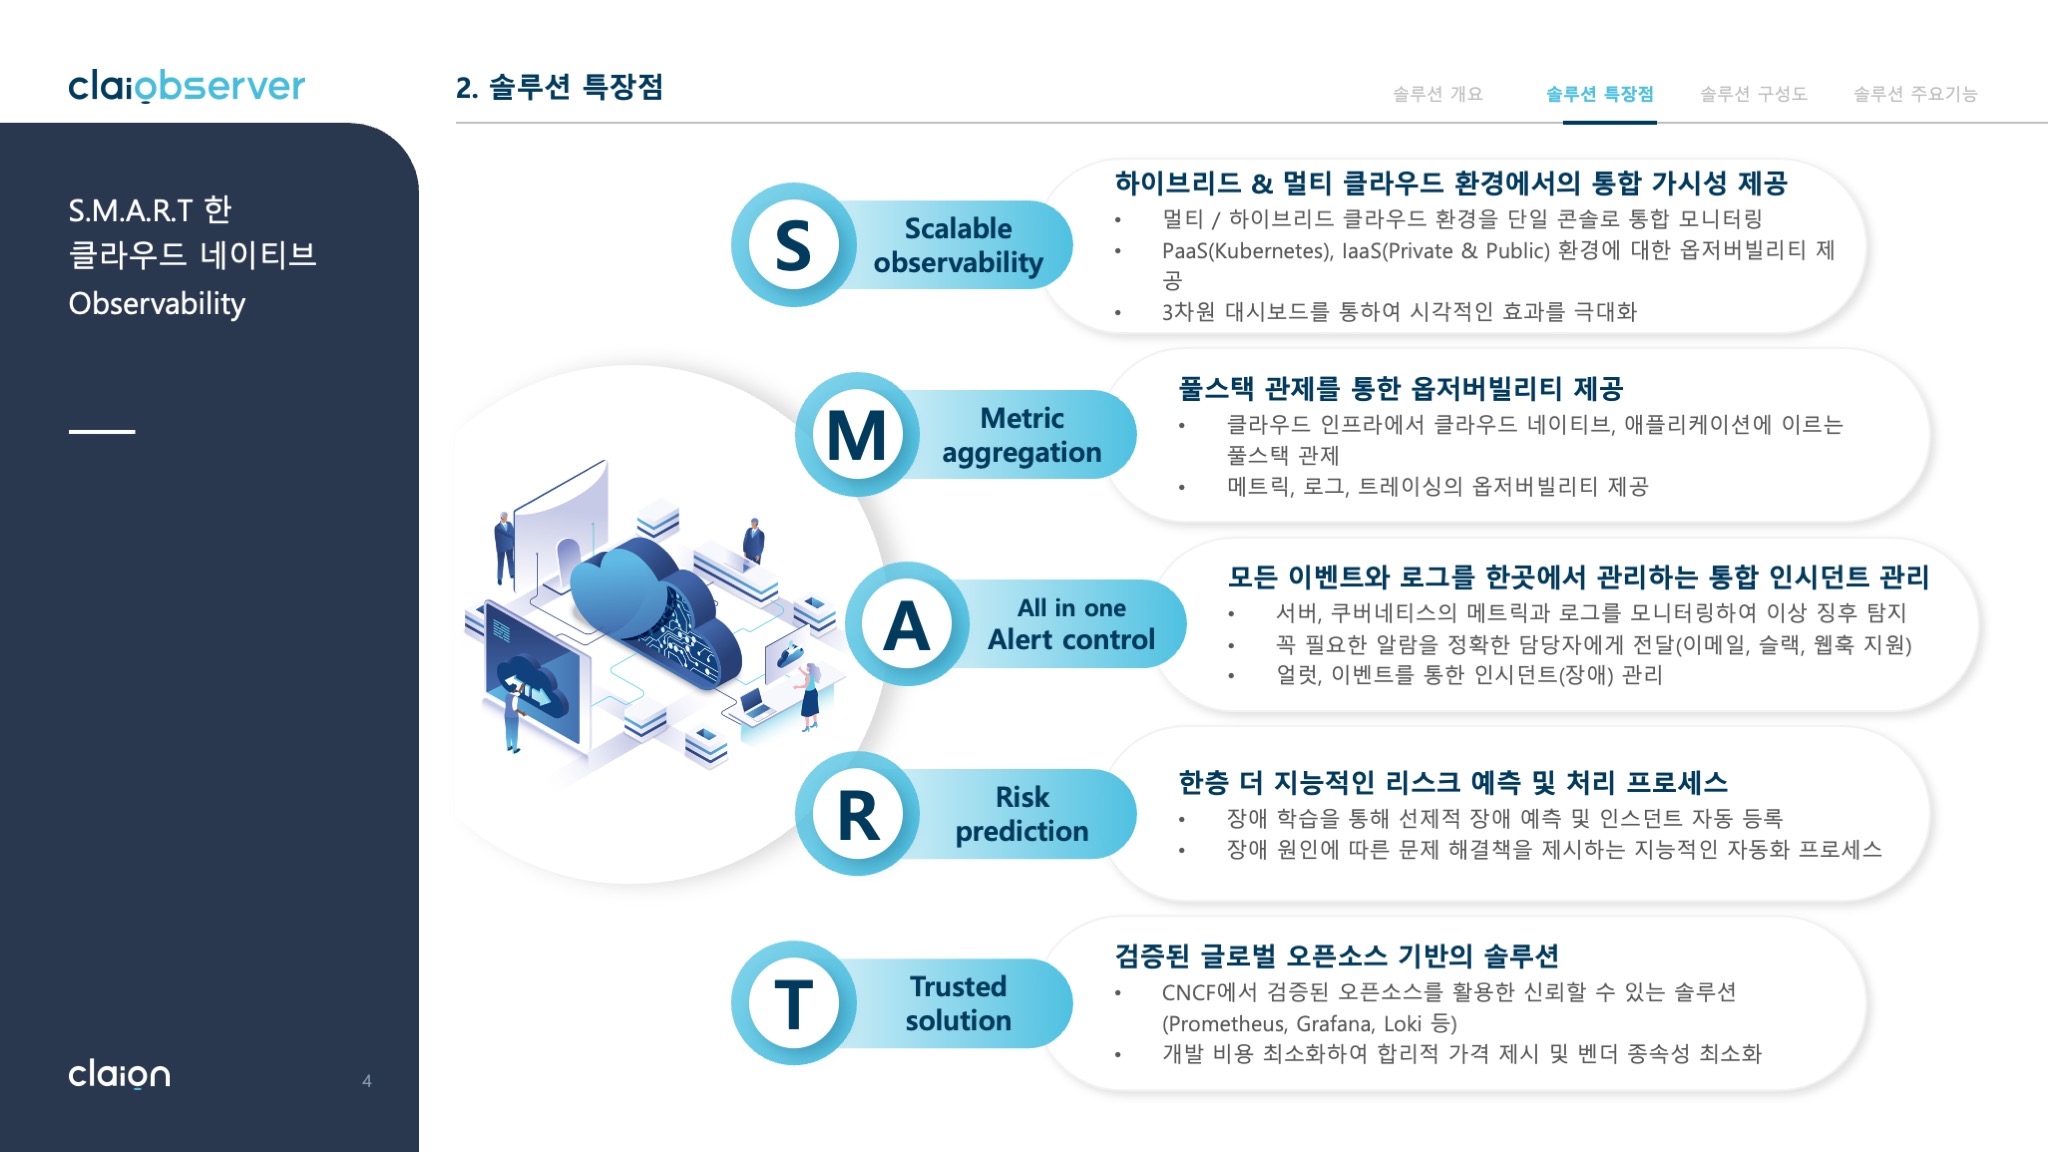 claiobserver
2. 솔루션 특장점
솔루션 개요
솔루션 특장점
솔루션 구성도
솔루션 주요기능
S.M.A.R.T 한
클라우드 네이티브
Observability
S
Scalable
observability
하이브리드 & 멀티 클라우드 환경에서의 통합 가시성 제공
• 멀티 / 하이브리드 클라우드 환경을 단일 콘솔로 통합 모니터링
• PaaS(Kubernetes), IaaS(Private & Public) 환경에 대한 옵저버빌리티 제
공
• 3차원 대시보드를 통하여 시각적인 효과를 극대화
M
Metric
aggregation
풀스택 관제를 통한 옵저버빌리티 제공
• 클라우드 인프라에서 클라우드 네이티브, 애플리케이션에 이르는
풀스택 관제
• 메트릭, 로그, 트레이싱의 옵저버빌리티 제공
A
All in one
Alert control
모든 이벤트와 로그를 한곳에서 관리하는 통합 인시던트 관리
• 서버, 쿠버네티스의 메트릭과 로그를 모니터링하여 이상 징후 탐지
• 꼭 필요한 알람을 정확한 담당자에게 전달(이메일, 슬랙, 웹훅 지원)
• 얼럿, 이벤트를 통한 인시던트(장애) 관리
R
Risk
prediction
한층 더 지능적인 리스크 예측 및 처리 프로세스
• 장애 학습을 통해 선제적 장애 예측 및 인스던트 자동 등록
• 장애 원인에 따른 문제 해결책을 제시하는 지능적인 자동화 프로세스
T
Trusted
solution
검증된 글로벌 오픈소스 기반의 솔루션
• CNCF에서 검증된 오픈소스를 활용한 신뢰할 수 있는 솔루션
(Prometheus, Grafana, Loki 등)
• 개발 비용 최소화하여 합리적 가격 제시 및 벤더 종속성 최소화
IBM
claion
4